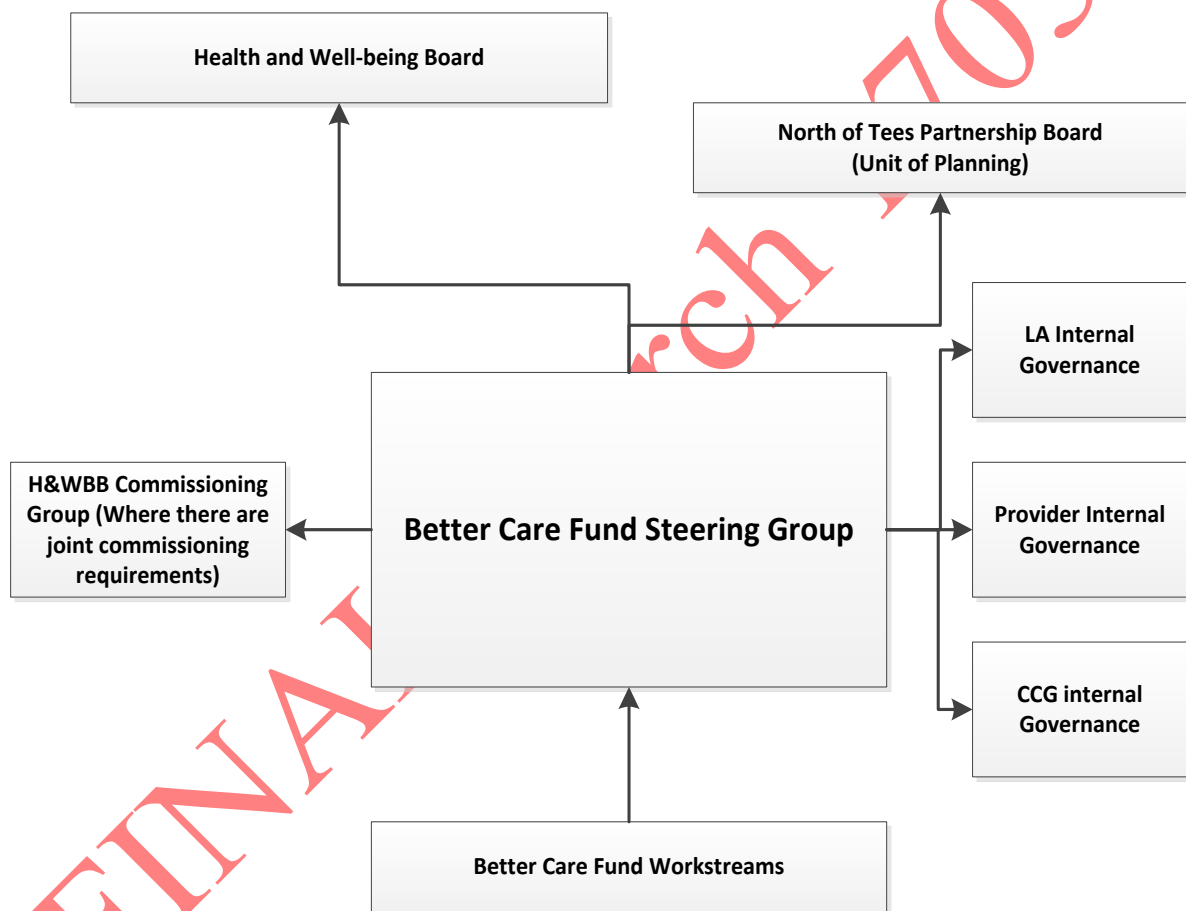 Health and Well-being Board
North of Tees Partnership Board
(Unit of Planning)
LA Internal
Governance
H&WBB Commissioning
Group (Where there are
joint commissioning
requirements)
Better Care Fund Steering Group
Provider Internal
Governance
CCG internal
Governance
Better Care Fund Workstreams
FINAL